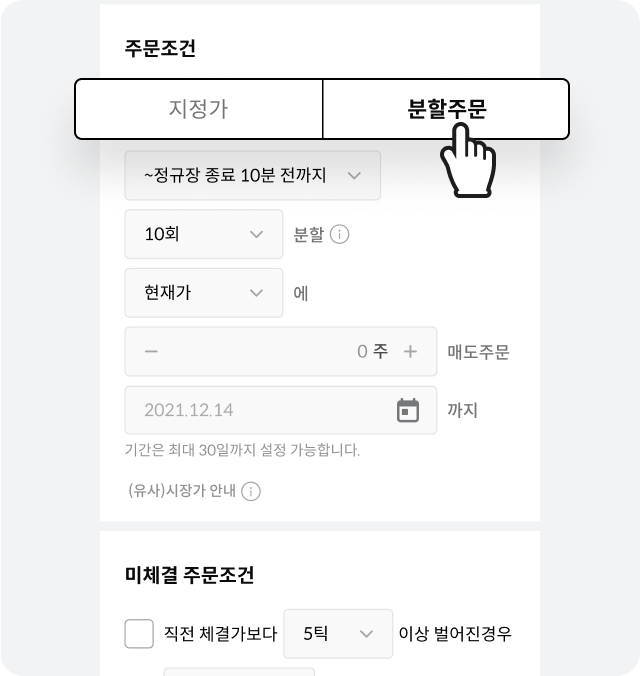 주문조건
지정가 분할주문
~정규장 종료 10분 전까지
10회 분할
현재가 에
0 주 매도주문
2021.12.14 까지
기간은 최대 30일까지 설정 가능합니다.
(유사)시장가 안내
미체결 주문조건
직전 체결가보다 5틱 이상 벌어진경우